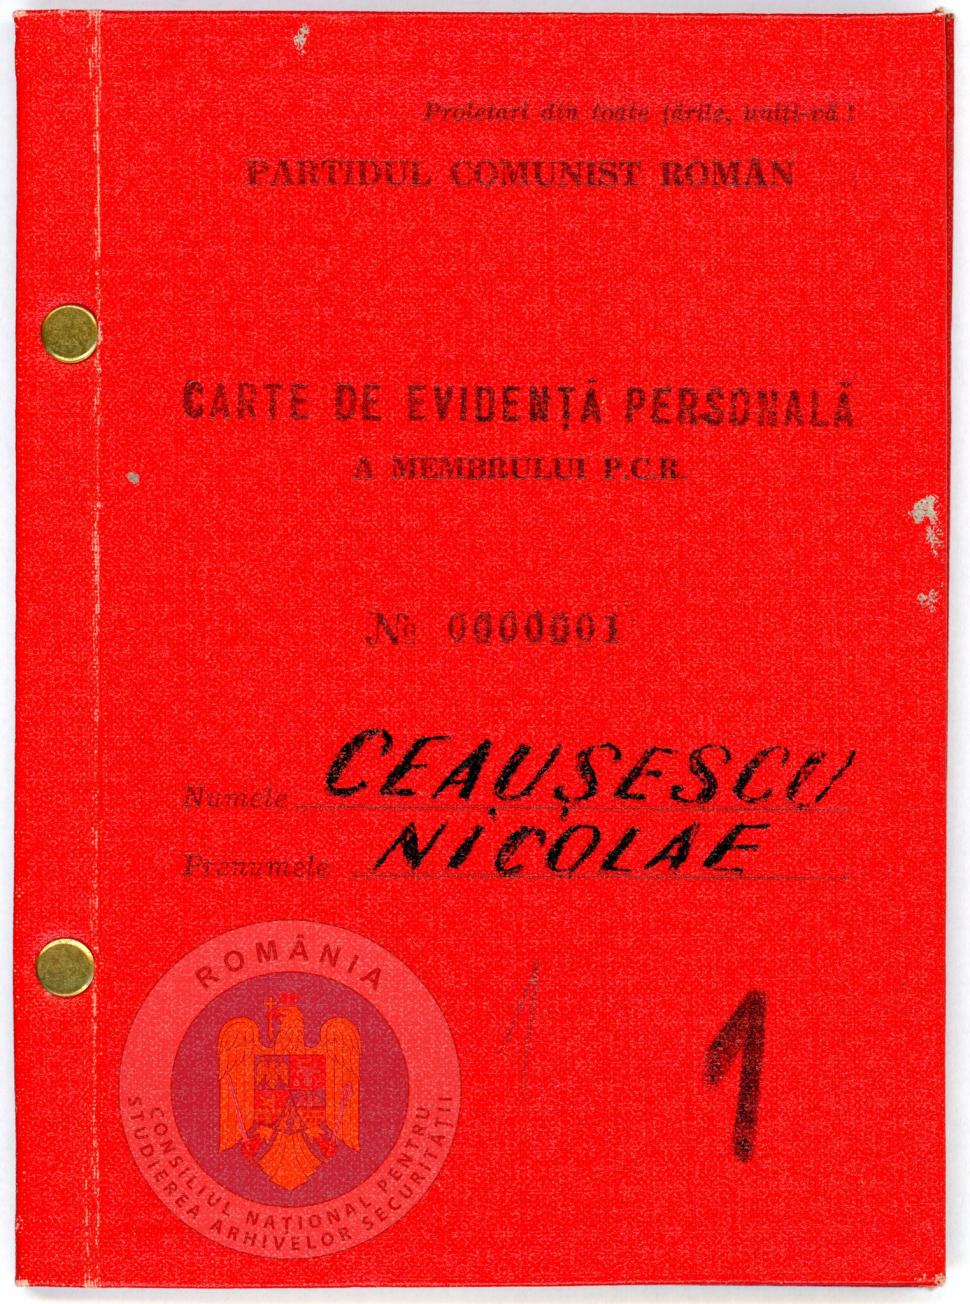 Proletari din toate țările, uniți-vă!
PARTIDUL COMUNIST ROMÂN
CARTE DE EVIDENȚĂ PERSONALĂ
A MEMBRULUI P.C.R.
№ 0000001
Numele CEAUȘESCU
Prenumele NICOLAE
1
1
ROMÂNIA
CONSILIUL NAȚIONAL PENTRU
STUDIEREA ARHIVELOR SECURITĂȚII